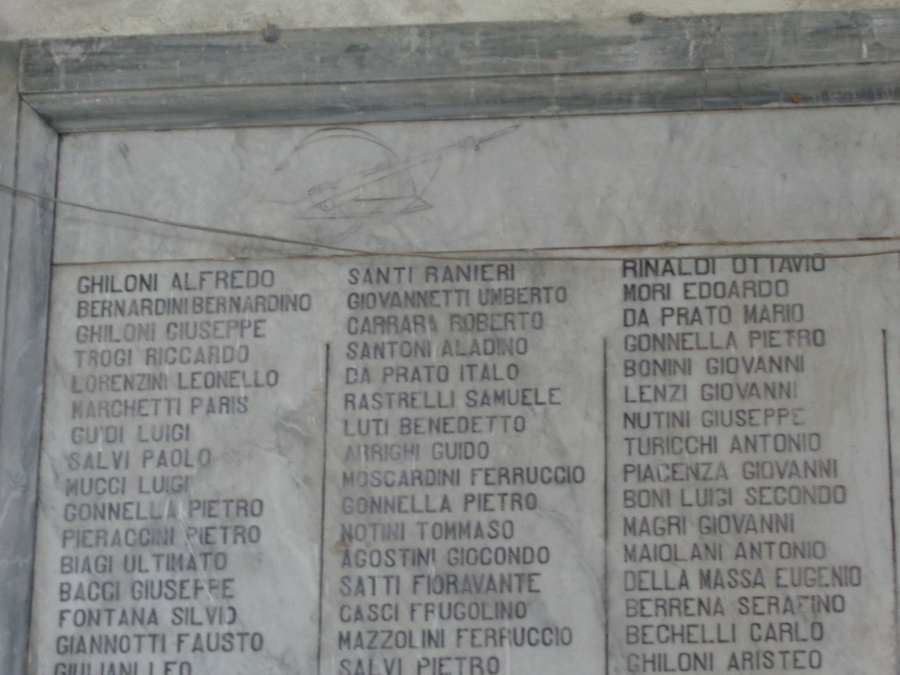 GHILONI ALFREDO
BERNARDINI BERNARDINO
GHILONI GIUSEPPE
TROGI RICCARDO
LORENZINI LEONELLO
MARCHETTI PARIS
GUIDI LUIGI
SALVI PAOLO
MUCCI LUIGI
GONNELLA PIETRO
PIERACCINI PIETRO
BIAGI ULTIMATO
BACCI GIUSEPPE
FONTANA SILVIO
GIANNOTTI FAUSTO
GIULIANI LEO
SANTI RANIERI
GIOVANNETTI UMBERTO
CARRARA ROBERTO
SANTONI ALADINO
DA PRATO ITALO
RASTRELLI SAMUELE
LUTI BENEDETTO
ARRIGHI GUIDO
MOSCARDINI FERRUCCIO
GONNELLA PIETRO
NOTINI TOMMASO
AGOSTINI GIOCONDO
SATTI FIORAVANTE
CASCI FRUGOLINO
MAZZOLINI FERRUCCIO
SALVI PIETRO
RINALDI OTTAVIO
MORI EDOARDO
DA PRATO MARIO
GONNELLA PIETRO
BONINI GIOVANNI
LENZI GIOVANNI
NUTINI GIUSEPPE
TURICCHI ANTONIO
PIACENZA GIOVANNI
BONI LUIGI SECONDO
MAGRI GIOVANNI
MAIOLANI ANTONIO
DELLA MASSA EUGENIO
BERRENA SERAFINO
BECHELLI CARLO
GHILONI ARISTEO